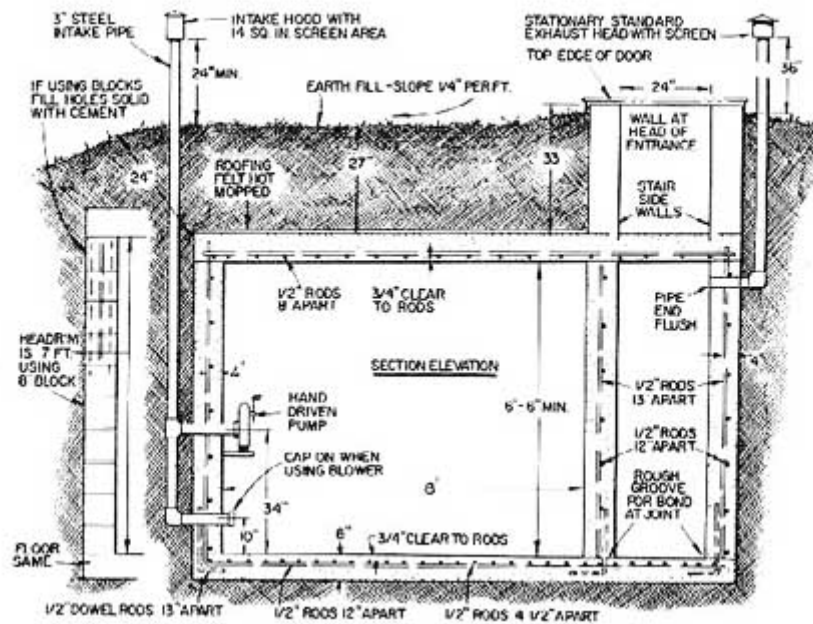 3" STEEL
INTAKE PIPE
INTAKE HOOD WITH
14 SQ. IN SCREEN AREA
STATIONARY STANDARD
EXHAUST HEAD WITH SCREEN
TOP EDGE OF DOOR
24" MIN.
24"
36"
IF USING BLOCKS
FILL HOLES SOLID
WITH CEMENT
EARTH FILL - SLOPE 1/4" PER FT.
WALL AT
HEAD OF
ENTRANCE
24"
ROOFING
FELT HOT
MOPPED
27"
33
STAIR
SIDE
WALLS
1/2" RODS
8 APART
3/4" CLEAR
TO RODS
PIPE
END
FLUSH
HEADR'M
IS 7 FT.
USING
8" BLOCK
SECTION ELEVATION
4"
4"
HAND
DRIVEN
PUMP
6'-6" MIN.
1/2" RODS
13" APART
1/2" RODS
12" APART
CAP ON WHEN
USING BLOWER
8'
ROUGH
GROOVE
FOR BOND
AT JOINT
34"
10"
6"
3/4" CLEAR TO RODS
FLOOR
SAME
1/2" DOWEL RODS 13" APART
1/2" RODS 12" APART
1/2" RODS 4 1/2" APART